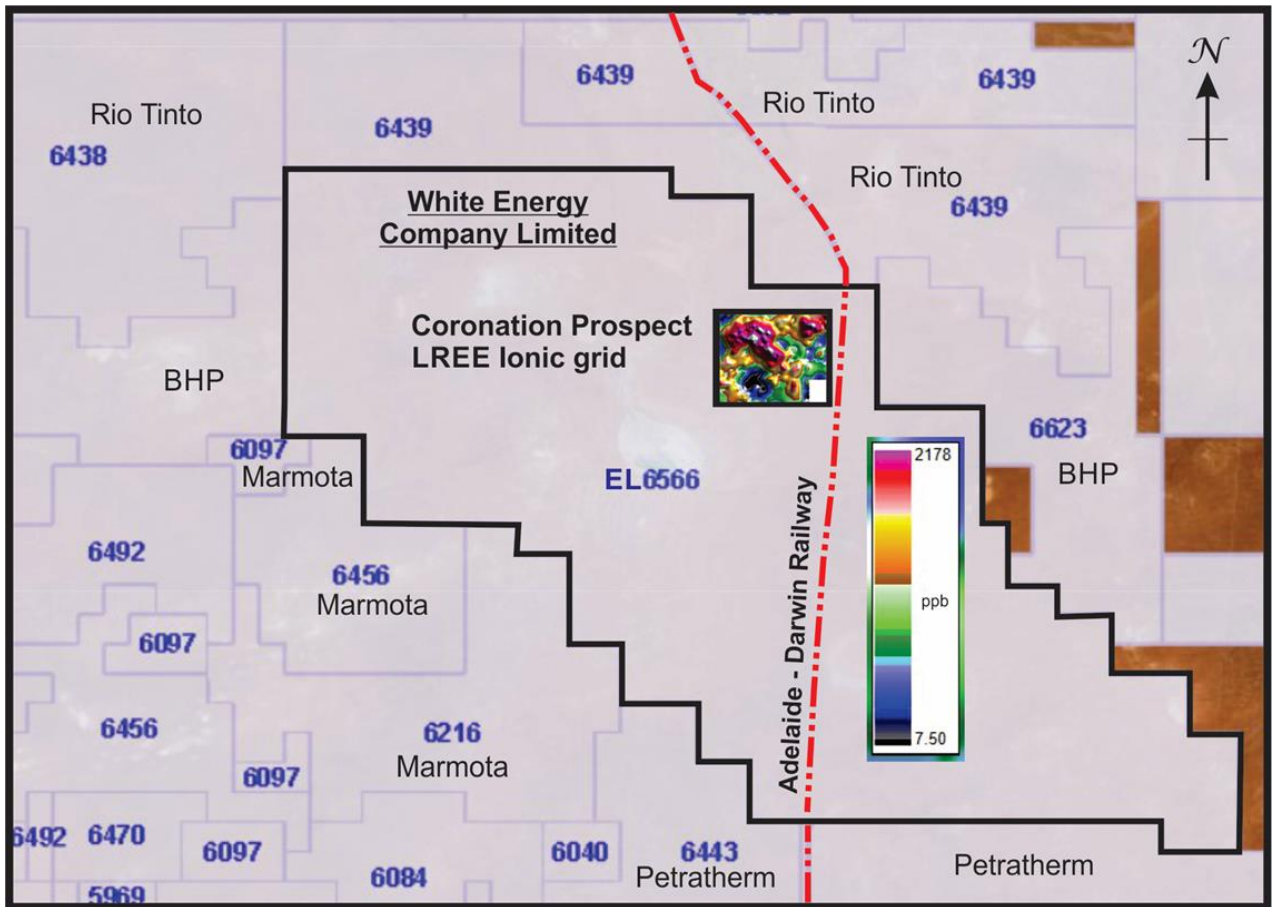 6439
6439
Rio Tinto
Rio Tinto
6439
N
6438
Rio Tinto
6439
White Energy
Company Limited
Coronation Prospect
LREE Ionic grid
BHP
6623
BHP
6097
Marmota
EL6566
2178
ppb
7.50
Adelaide - Darwin Railway
6492
6456
Marmota
6097
6456
6216
Marmota
6097
6492
6470
6097
6084
6040
6443
Petratherm
Petratherm
5969